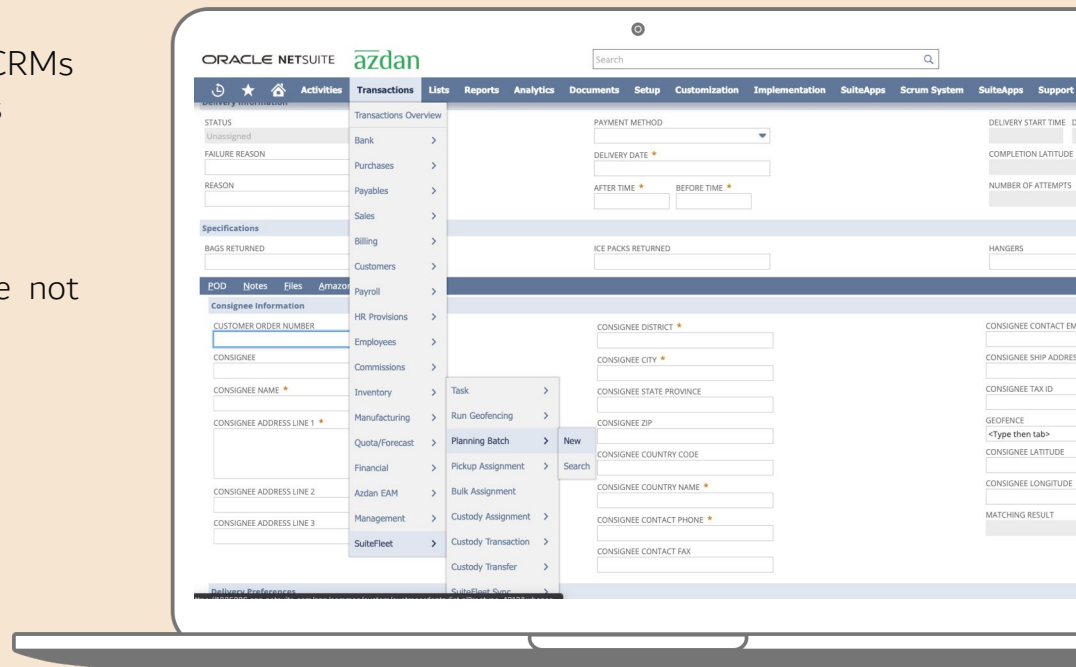 CRMs
not
ORACLE NETSUITE azdan
Search
Activities Transactions Lists Reports Analytics Documents Setup Customization Implementation SuiteApps Scrum System SuiteApps Support
Delivery Information
STATUS
Unassigned
FAILURE REASON
REASON
PAYMENT METHOD
DELIVERY DATE *
AFTER TIME * BEFORE TIME *
DELIVERY START TIME
COMPLETION LATITUDE
NUMBER OF ATTEMPTS
Specifications
BAGS RETURNED
ICE PACKS RETURNED
HANGERS
POD Notes Files
Consignee Information
CUSTOMER ORDER NUMBER
CONSIGNEE
CONSIGNEE NAME *
CONSIGNEE ADDRESS LINE 1 *
CONSIGNEE ADDRESS LINE 2
CONSIGNEE ADDRESS LINE 3
Transactions Overview
Bank
Purchases
Payables
Sales
Billing
Customers
Payroll
HR Provisions
Employees
Commissions
Inventory
Manufacturing
Quota/Forecast
Financial
Azdan EAM
Management
SuiteFleet
Task
Run Geofencing
Planning Batch
Pickup Assignment
Bulk Assignment
Custody Assignment
Custody Transaction
Custody Transfer
SuiteFleet Sync
New
Search
CONSIGNEE DISTRICT *
CONSIGNEE CITY *
CONSIGNEE STATE PROVINCE
CONSIGNEE ZIP
CONSIGNEE COUNTRY CODE
CONSIGNEE COUNTRY NAME *
CONSIGNEE CONTACT PHONE *
CONSIGNEE CONTACT FAX
CONSIGNEE CONTACT EM
CONSIGNEE SHIP ADDRES
CONSIGNEE TAX ID
GEOFENCE
<Type then tab>
CONSIGNEE LATITUDE
CONSIGNEE LONGITUDE
MATCHING RESULT
Delivery Preferences